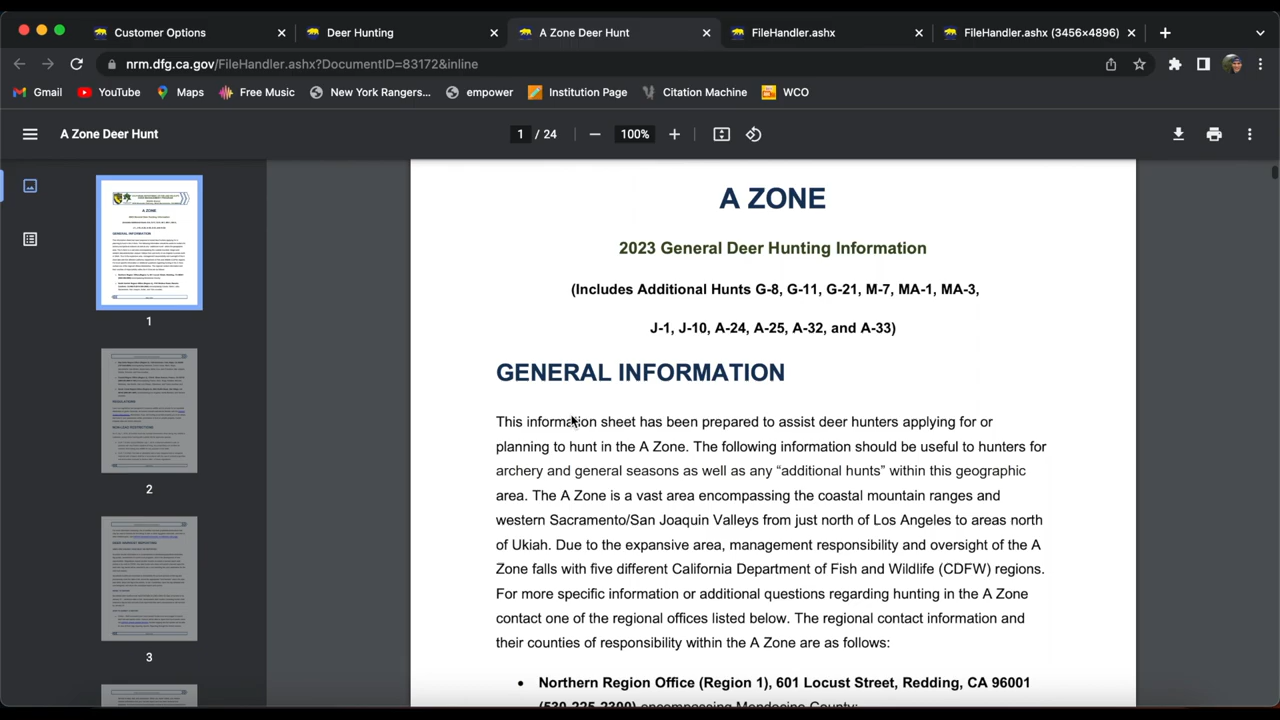 Customer Options
Deer Hunting
A Zone Deer Hunt
FileHandler.ashx
FileHandler.ashx (3456×4896)
nrm.dfg.ca.gov/FileHandler.ashx?DocumentID=83172&inline
Gmail
YouTube
Maps
Free Music
New York Rangers...
empower
Institution Page
Citation Machine
WCO
A Zone Deer Hunt
1 / 24
100%
1
2
3
A ZONE
2023 General Deer Hunting Information
(Includes Additional Hunts G-8, G-11, G-21, M-7, MA-1, MA-3,
J-1, J-10, A-24, A-25, A-32, and A-33)
GENERAL INFORMATION
This information sheet has been prepared to assist deer hunters applying for or
planning to hunt in the A Zone. The following information should be useful to hunters for
archery and general seasons as well as any “additional hunts” within this geographic
area. The A Zone is a vast area encompassing the coastal mountain ranges and
western Sacramento/San Joaquin Valleys from just north of Los Angeles to areas north
of Ukiah. Due to the expansive area, management responsibility and oversight of the A
Zone falls with five different California Department of Fish and Wildlife (CDFW) regions.
For more specific information or additional questions regarding hunting in the A Zone
contact one of the regional offices listed below. The regional contact information and
their counties of responsibility within the A Zone are as follows:
• Northern Region Office (Region 1), 601 Locust Street, Redding, CA 96001
(530-225-2300) encompassing Mendocino County;